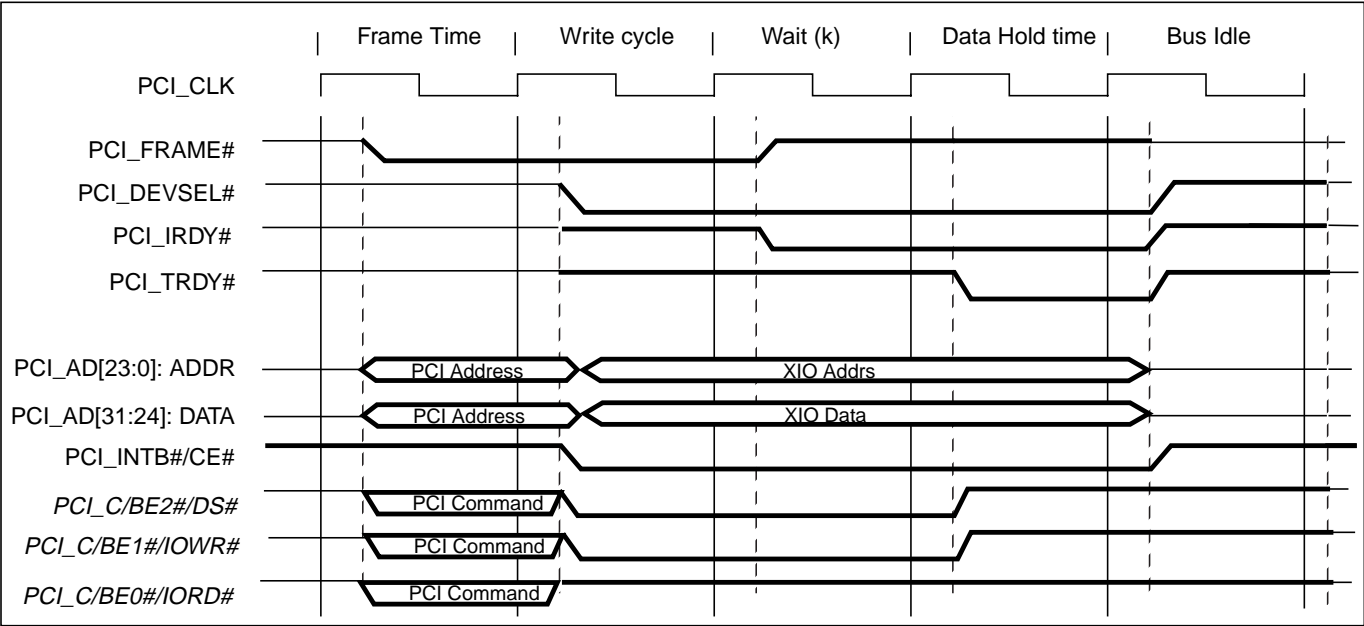 Frame Time Write cycle Wait (k) Data Hold time Bus Idle
PCI_CLK
PCI_FRAME#
PCI_DEVSEL#
PCI_IRDY#
PCI_TRDY#
PCI_AD[23:0]: ADDR PCI Address XIO Addrs
PCI_AD[31:24]: DATA PCI Address XIO Data
PCI_INTB#/CE#
PCI_C/BE2#/DS# PCI Command
PCI_C/BE1#/IOWR# PCI Command
PCI_C/BE0#/IORD# PCI Command